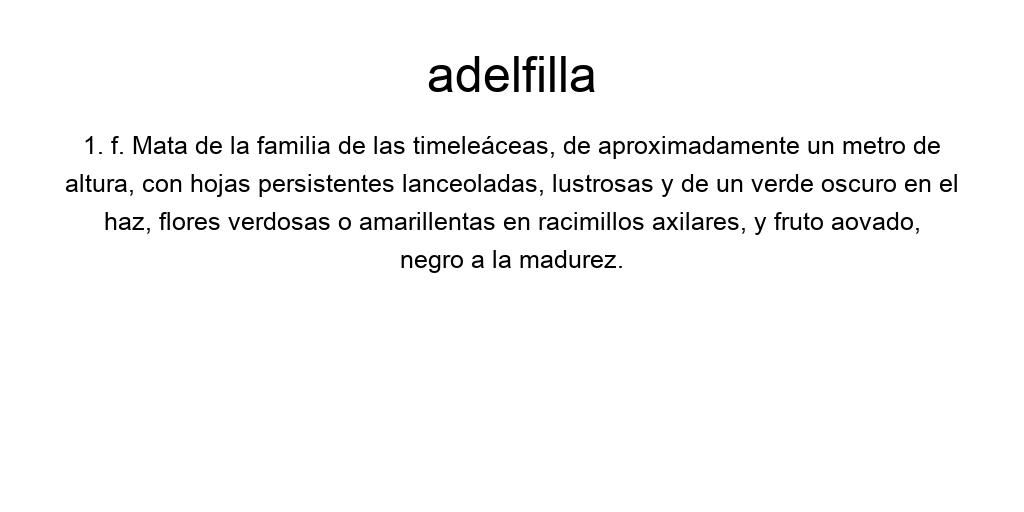 adelfilla
1. f. Mata de la familia de las timeleáceas, de aproximadamente un metro de
altura, con hojas persistentes lanceoladas, lustrosas y de un verde oscuro en el
haz, flores verdosas o amarillentas en racimillos axilares, y fruto aovado,
negro a la madurez.